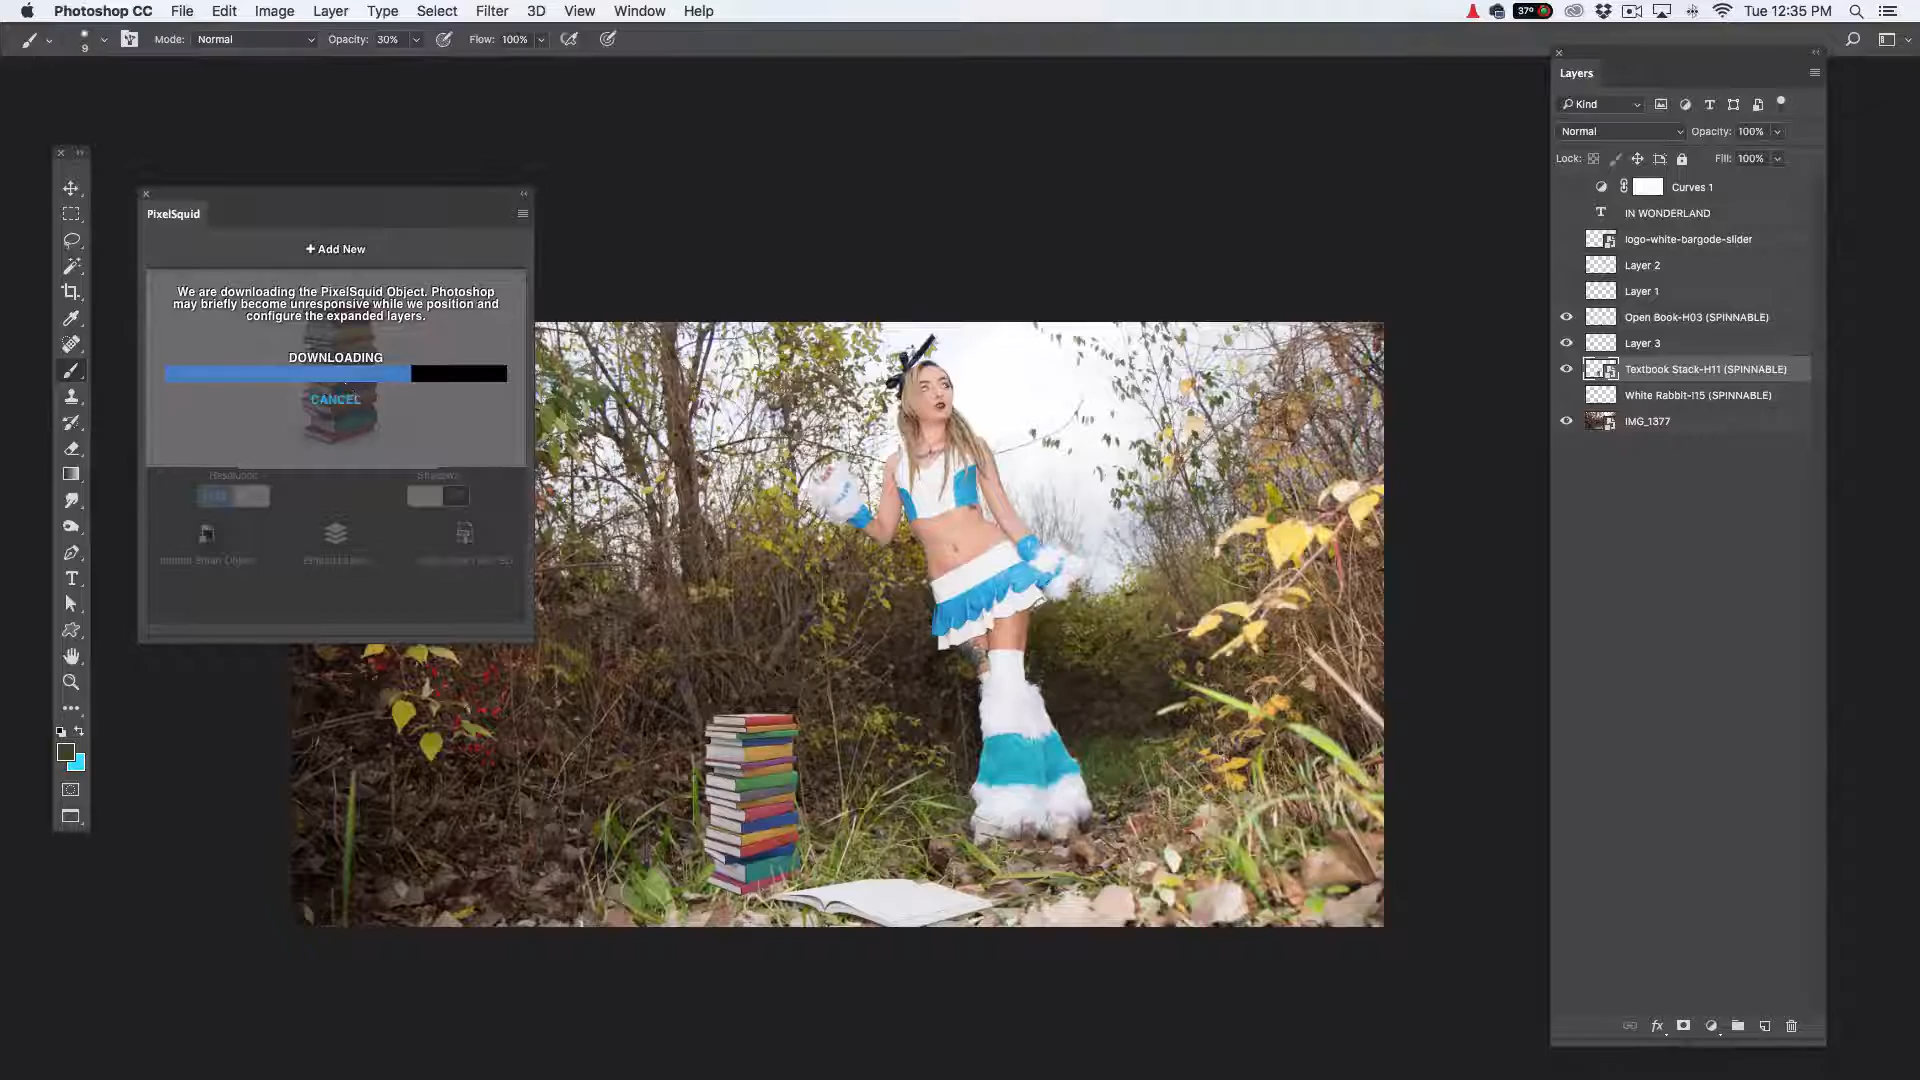 Photoshop CC File Edit Image Layer Type Select Filter 3D View Window Help 37° Tue 12:35 PM
9 Mode: Normal Opacity: 30% Flow: 100%
Layers
Kind
Normal Opacity: 100%
Lock: Fill: 100%
Curves 1
IN WONDERLAND
logo-white-bargode-slider
Layer 2
Layer 1
Open Book-H03 (SPINNABLE)
Layer 3
Textbook Stack-H11 (SPINNABLE)
White Rabbit-I15 (SPINNABLE)
IMG_1377
PixelSquid
+ Add New
We are downloading the PixelSquid Object. Photoshop
may briefly become unresponsive while we position and
configure the expanded layers.
DOWNLOADING
CANCEL
fx